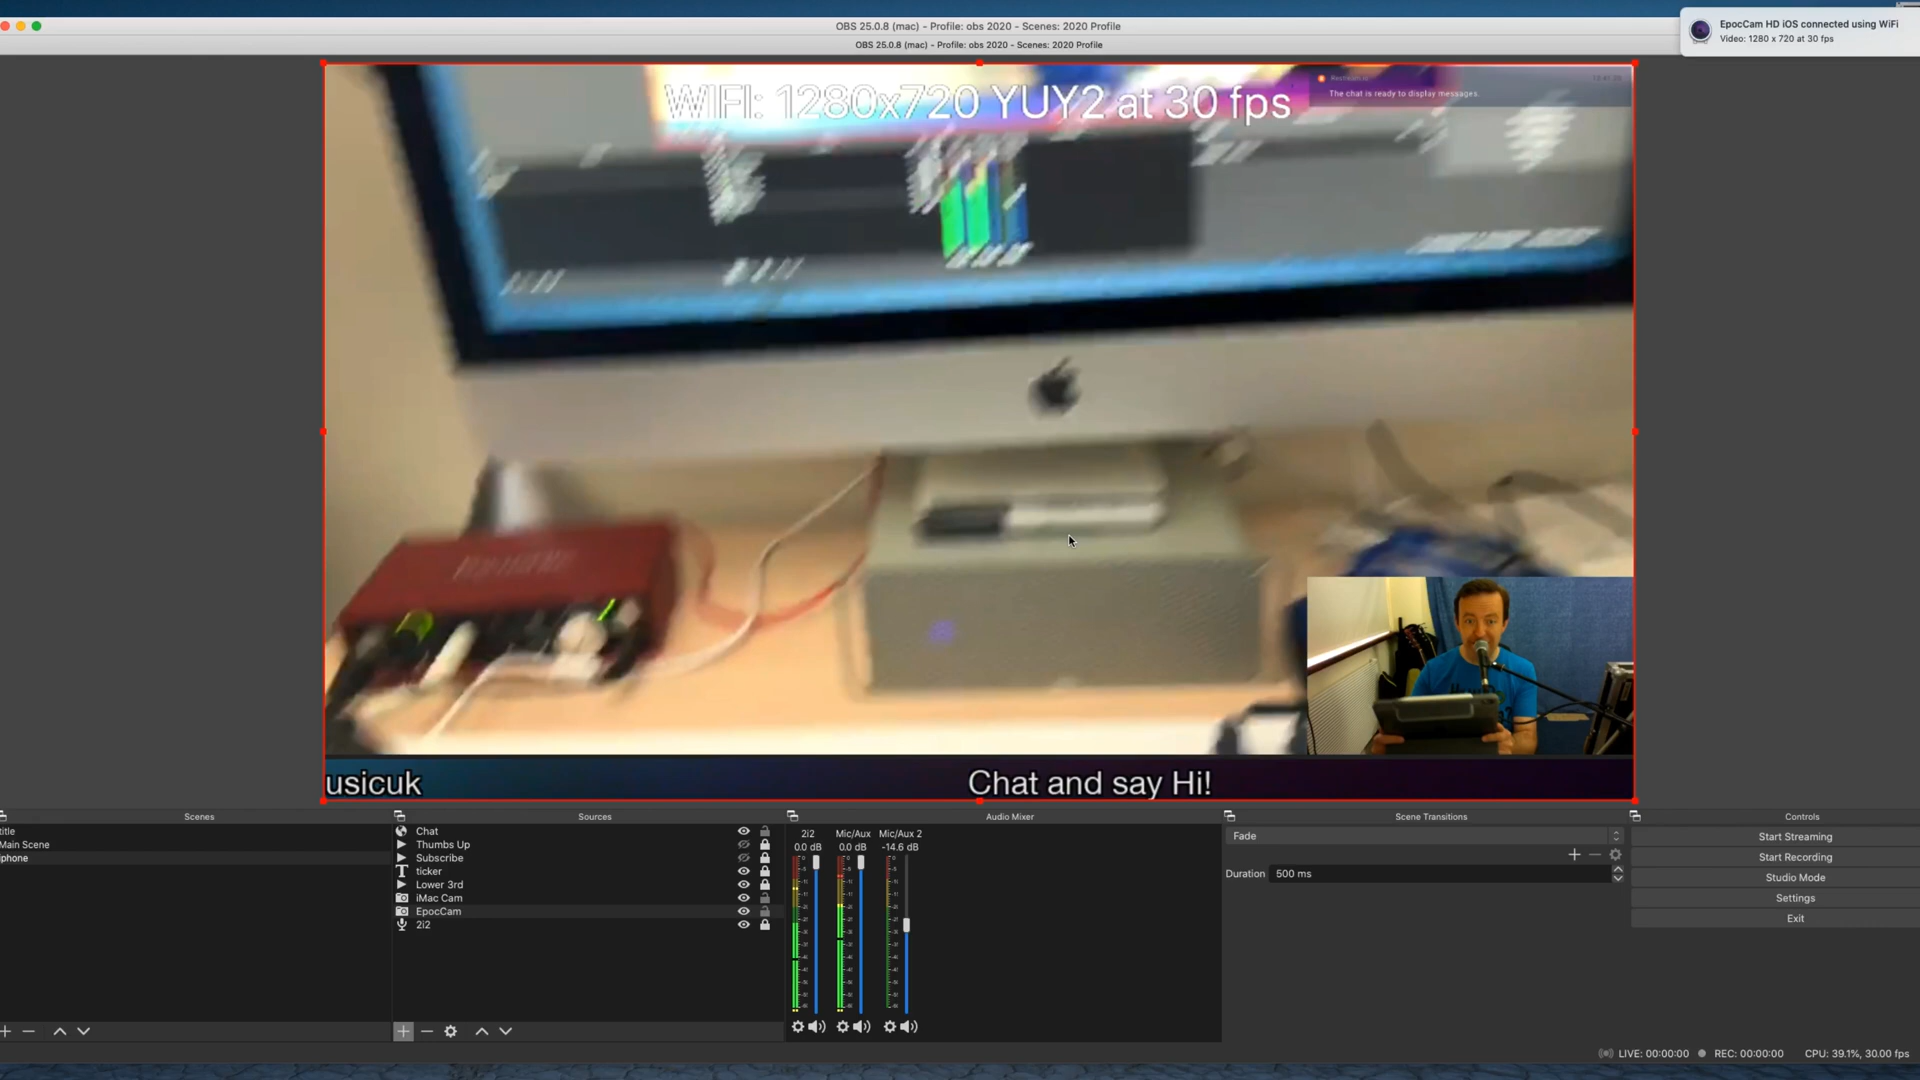 OBS 25.0.8 (mac) - Profile: obs 2020 - Scenes: 2020 Profile
OBS 25.0.8 (mac) - Profile: obs 2020 - Scenes: 2020 Profile
EpocCam HD iOS connected using WiFi
Video: 1280 x 720 at 30 fps
Restream.io
The chat is ready to display messages.
WIFI: 1280x720 YUY2 at 30 fps
usicuk
Chat and say Hi!
Scenes
title
Main Scene
iphone
Sources
Chat
Thumbs Up
Subscribe
ticker
Lower 3rd
iMac Cam
EpocCam
2i2
Audio Mixer
2i2
Mic/Aux
Mic/Aux 2
0.0 dB
0.0 dB
-14.6 dB
Scene Transitions
Fade
Duration
500 ms
Controls
Start Streaming
Start Recording
Studio Mode
Settings
Exit
LIVE: 00:00:00
REC: 00:00:00
CPU: 39.1%, 30.00 fps